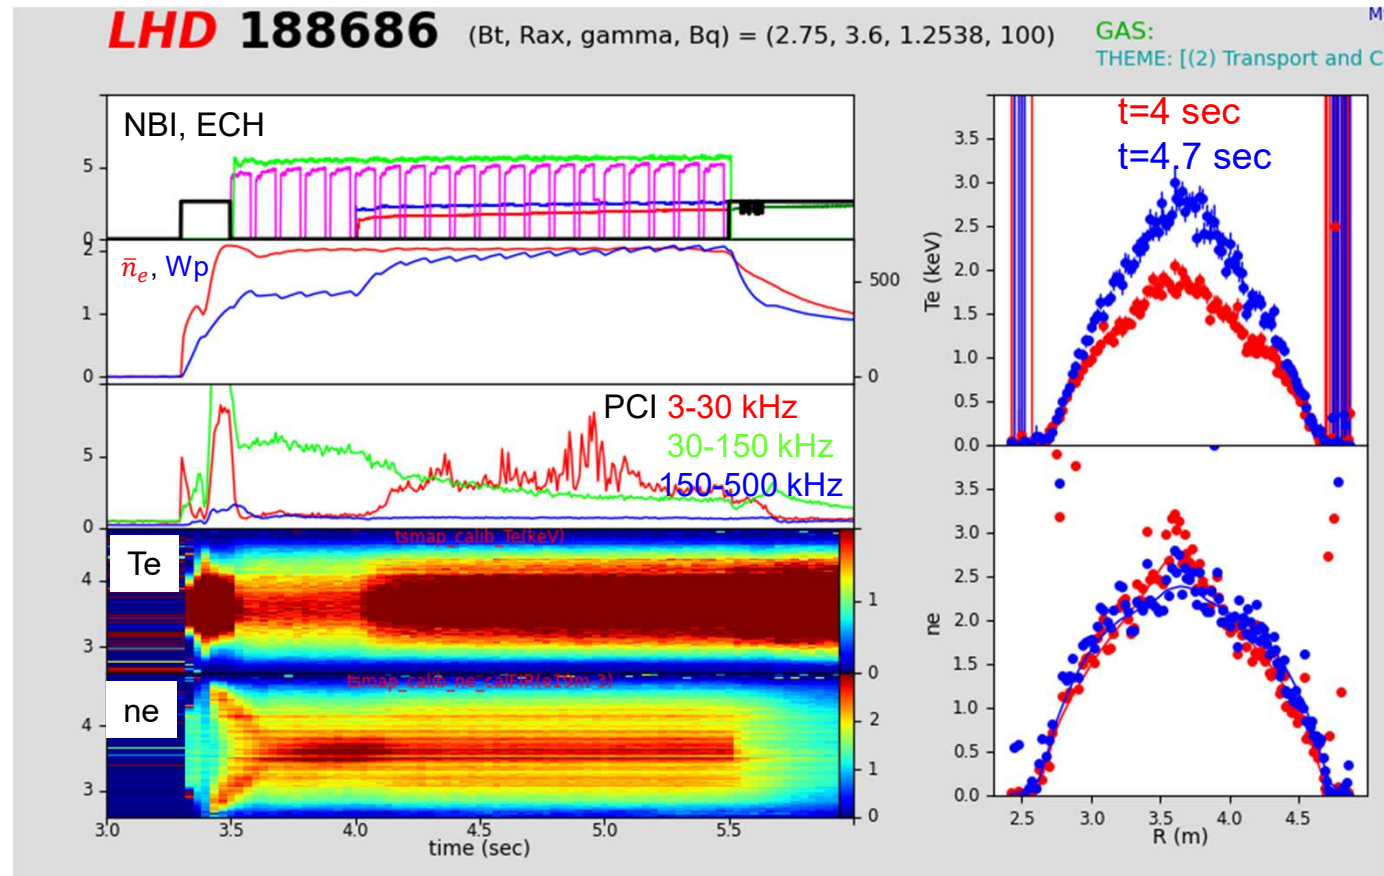 LHD 188686 (Bt, Rax, gamma, Bq) = (2.75, 3.6, 1.2538, 100)
GAS:
THEME: [(2) Transport and C
NBI, ECH
5
0
n̄e, Wp
2
1
0
500
0
PCI 3-30 kHz
30-150 kHz
150-500 kHz
5
0
tsmap_calib_Te(keV)
Te
4
3
1
0
tsmap_calib_ne_calFIR(e19m-3)
ne
4
3
2
1
0
3.0 3.5 4.0 4.5 5.0 5.5
time (sec)
t=4 sec
t=4.7 sec
Te (keV)
3.5
3.0
2.5
2.0
1.5
1.0
0.5
0.0
ne
3.5
3.0
2.5
2.0
1.5
1.0
0.5
0.0
2.5 3.0 3.5 4.0 4.5
R (m)